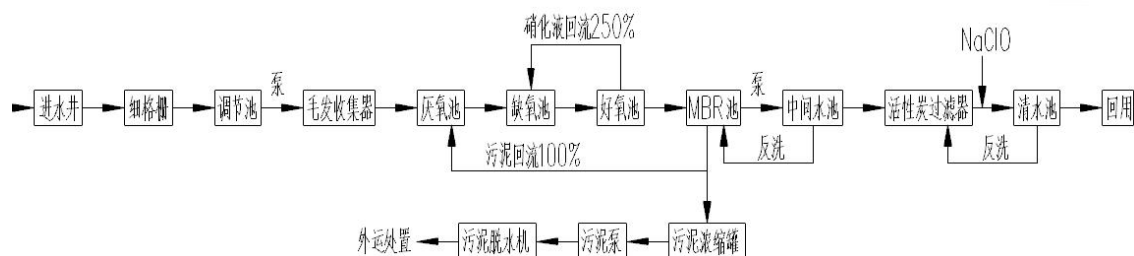 硝化液回流250%
NaClO
泵
泵
进水井
细格栅
调节池
毛发收集器
厌氧池
缺氧池
好氧池
MBR池
中间水池
活性炭过滤器
清水池
回用
污泥回流100%
反洗
反洗
外运处置
污泥脱水机
污泥泵
污泥浓缩罐